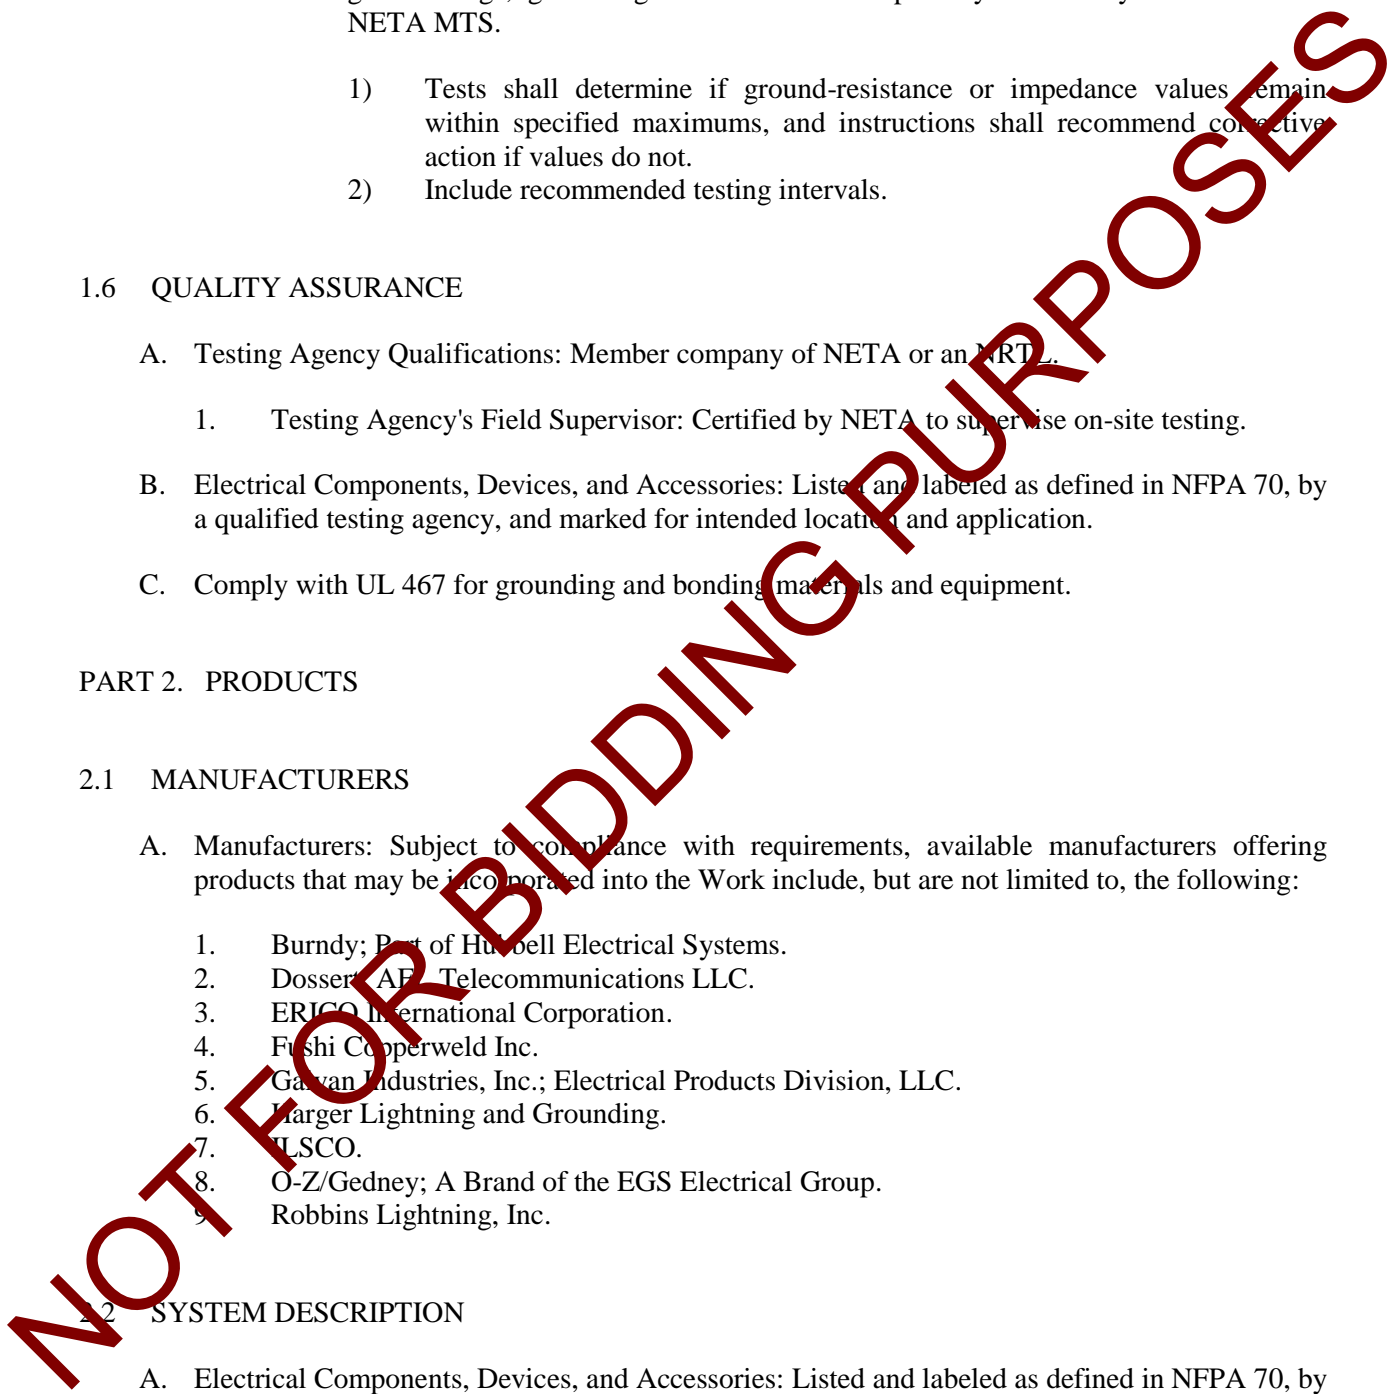 NETA MTS.
1) Tests shall determine if ground-resistance or impedance values remain
within specified maximums, and instructions shall recommend corrective
action if values do not.
2) Include recommended testing intervals.
1.6 QUALITY ASSURANCE
A. Testing Agency Qualifications: Member company of NETA or an NRTL.
1. Testing Agency's Field Supervisor: Certified by NETA to supervise on-site testing.
B. Electrical Components, Devices, and Accessories: Listed and labeled as defined in NFPA 70, by
a qualified testing agency, and marked for intended location and application.
C. Comply with UL 467 for grounding and bonding materials and equipment.
PART 2. PRODUCTS
2.1 MANUFACTURERS
A. Manufacturers: Subject to compliance with requirements, available manufacturers offering
products that may be incorporated into the Work include, but are not limited to, the following:
1. Burndy; Part of Hubbell Electrical Systems.
2. Dossert; Telecommunications LLC.
3. ERICO International Corporation.
4. Fushi Copperweld Inc.
5. Galvan Industries, Inc.; Electrical Products Division, LLC.
6. Harger Lightning and Grounding.
7. ILSCO.
8. O-Z/Gedney; A Brand of the EGS Electrical Group.
9. Robbins Lightning, Inc.
2.2 SYSTEM DESCRIPTION
A. Electrical Components, Devices, and Accessories: Listed and labeled as defined in NFPA 70, by
NOT FOR BIDDING PURPOSES